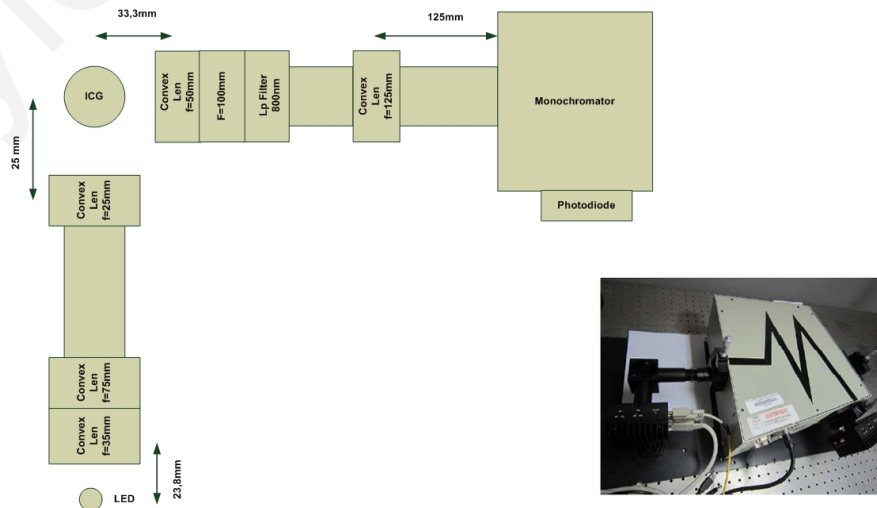 33,3mm
125mm
ICG
Convex
Len
f=50mm
F=100mm
Lp Filter
800nm
Convex
Len
f=125mm
Monochromator
Photodiode
25 mm
Convex
Len
f=25mm
Convex
Len
f=75mm
Convex
Len
f=35mm
23,8mm
LED